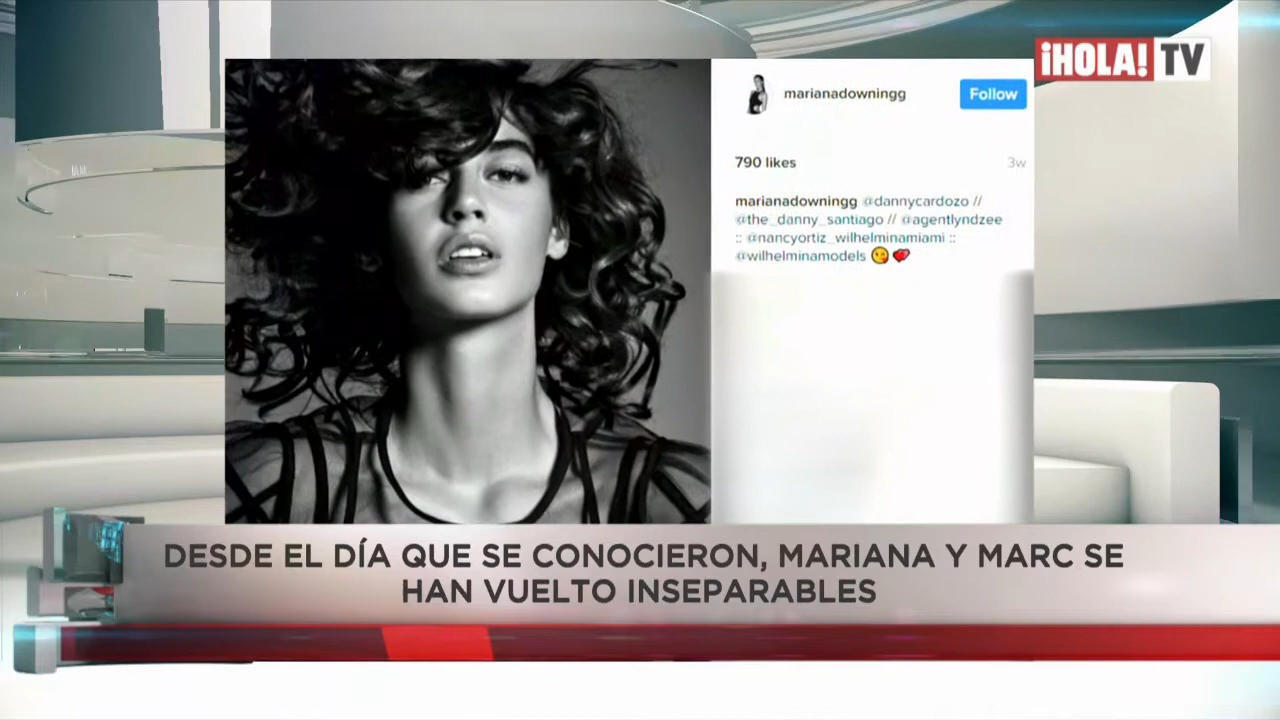 ¡HOLA! TV
marianadowningg
Follow
790 likes
3w
marianadowningg @dannycardozo //
@the_danny_santiago // @agentlyndzee
:: @nancyortiz_wilhelminamiami ::
@wilhelminamodels 😘 💕
DESDE EL DÍA QUE SE CONOCIERON, MARIANA Y MARC SE
HAN VUELTO INSEPARABLES